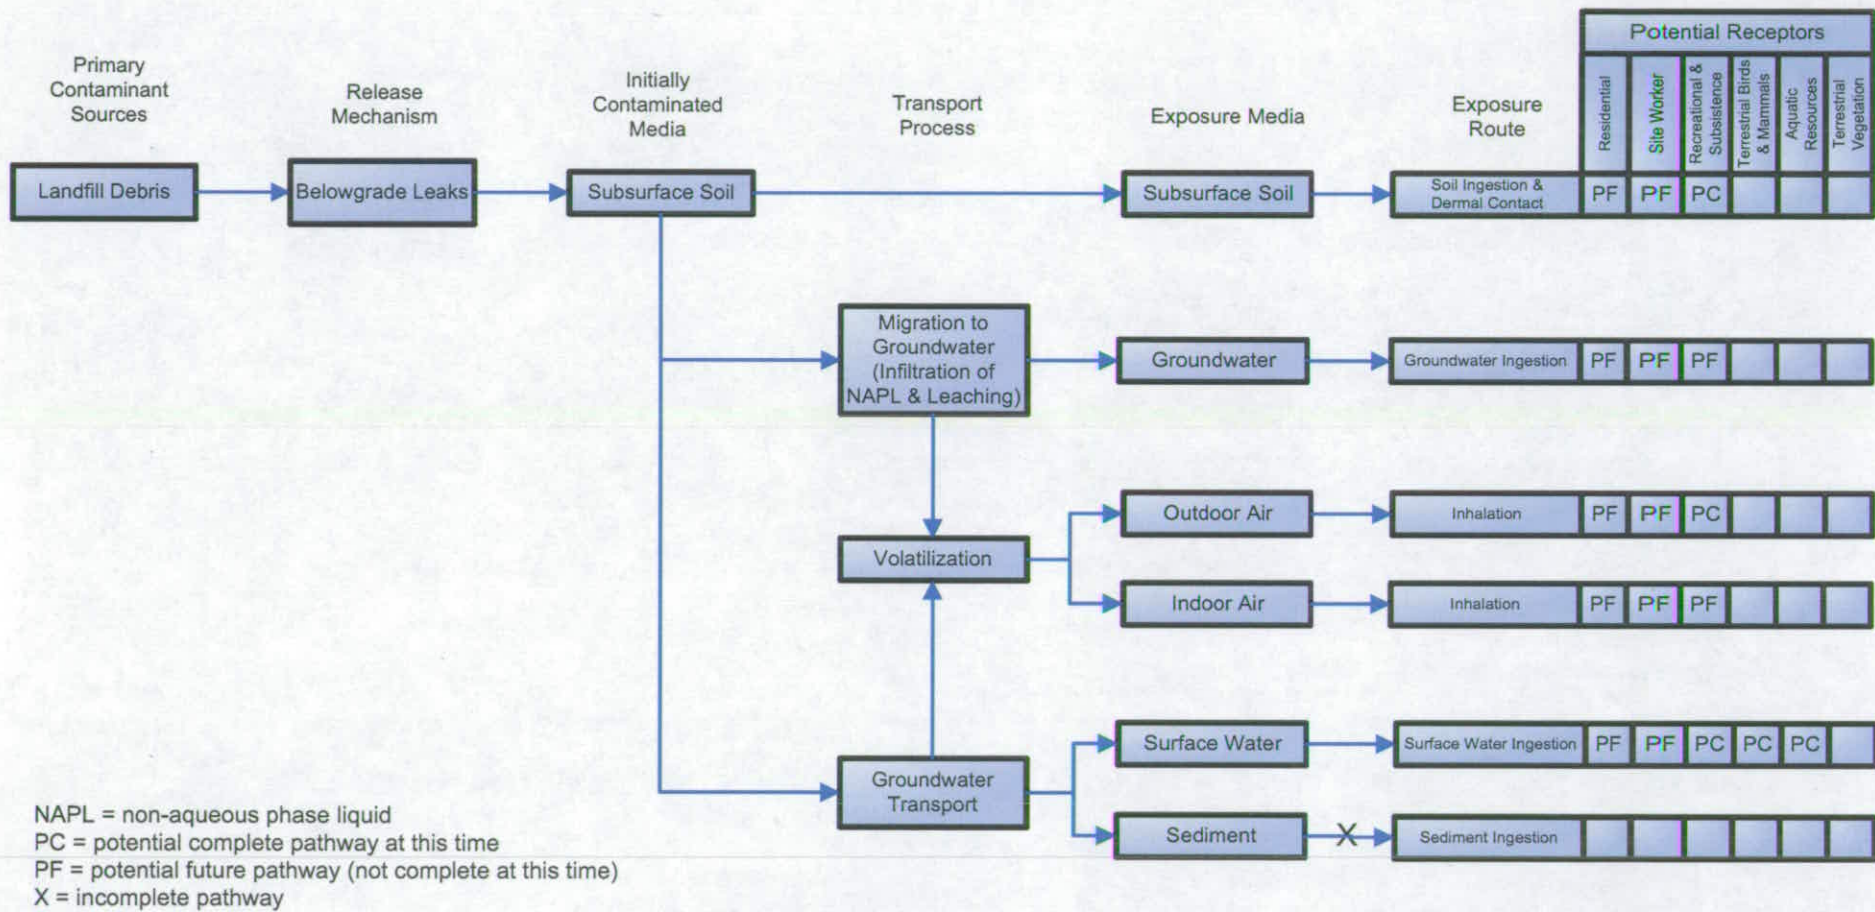 Potential Receptors
Primary
Contaminant
Sources
Release
Mechanism
Initially
Contaminated
Media
Transport
Process
Exposure Media
Exposure
Route
Residential
Site Worker
Recreational &
Subsistence
Terrestrial Birds
& Mammals
Aquatic
Resources
Terrestrial
Vegetation
Landfill Debris
Belowgrade Leaks
Subsurface Soil
Subsurface Soil
Soil Ingestion &
Dermal Contact
PF PF PC
Migration to
Groundwater
(Infiltration of
NAPL & Leaching)
Groundwater
Groundwater Ingestion
PF PF PF
Volatilization
Outdoor Air
Inhalation
PF PF PC
Indoor Air
Inhalation
PF PF PF
Groundwater
Transport
Surface Water
Surface Water Ingestion
PF PF PC PC PC
Sediment
X
Sediment Ingestion
NAPL = non-aqueous phase liquid
PC = potential complete pathway at this time
PF = potential future pathway (not complete at this time)
X = incomplete pathway